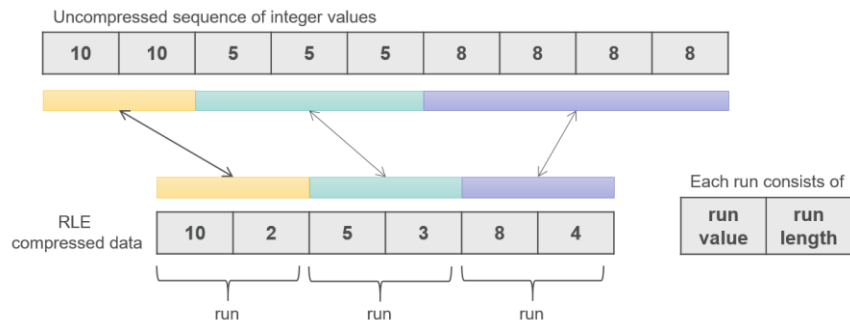 Uncompressed sequence of integer values
10 10 5 5 5 8 8 8 8
Each run consists of
RLE
compressed data
10 2 5 3 8 4
run value
run length
run run run